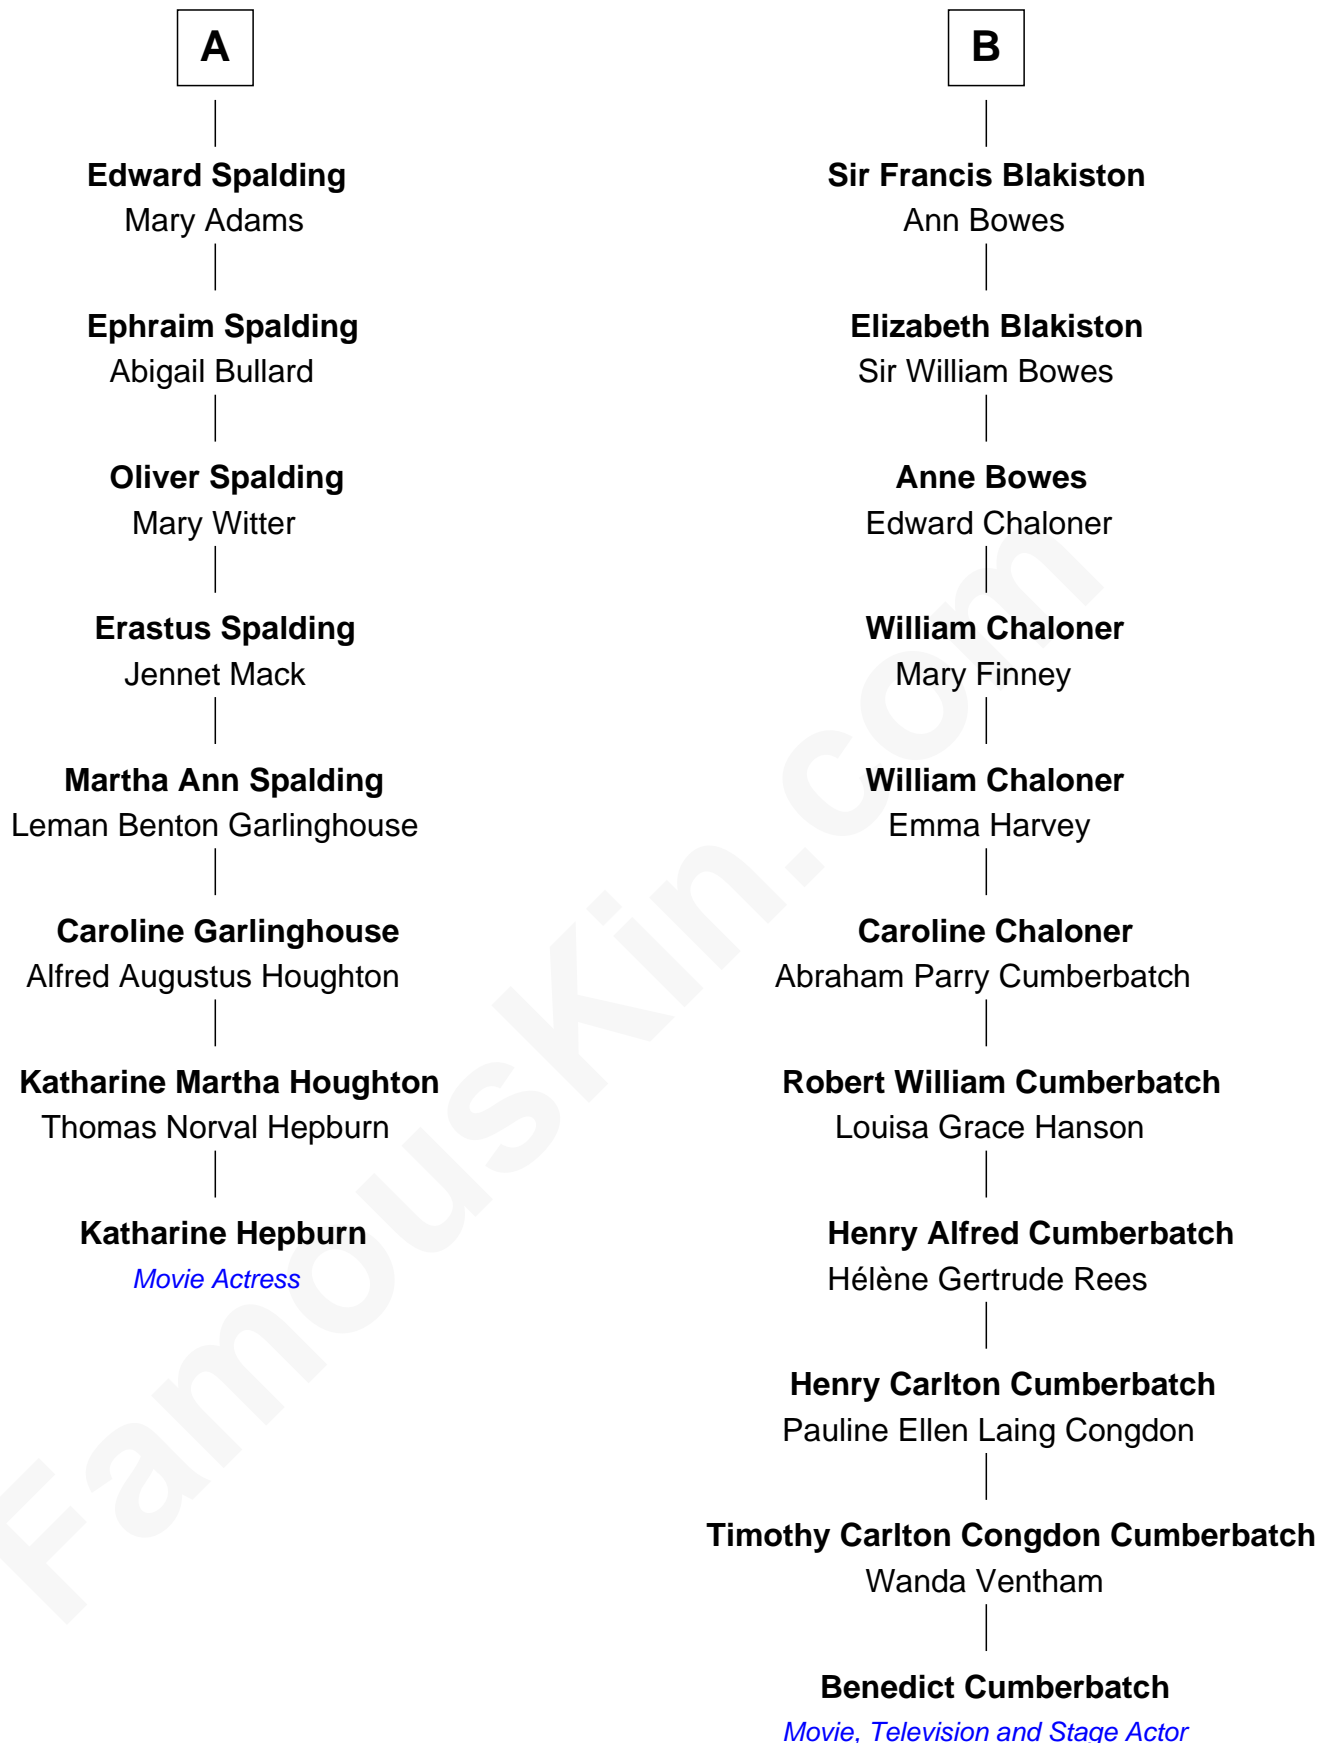 A
Edward Spalding
Mary Adams
Ephraim Spalding
Abigail Bullard
Oliver Spalding
Mary Witter
Erastus Spalding
Jennet Mack
Martha Ann Spalding
Leman Benton Garlinghouse
Caroline Garlinghouse
Alfred Augustus Houghton
Katharine Martha Houghton
Thomas Norval Hepburn
Katharine Hepburn
Movie Actress
B
Sir Francis Blakiston
Ann Bowes
Elizabeth Blakiston
Sir William Bowes
Anne Bowes
Edward Chaloner
William Chaloner
Mary Finney
William Chaloner
Emma Harvey
Caroline Chaloner
Abraham Parry Cumberbatch
Robert William Cumberbatch
Louisa Grace Hanson
Henry Alfred Cumberbatch
Hélène Gertrude Rees
Henry Carlton Cumberbatch
Pauline Ellen Laing Congdon
Timothy Carlton Congdon Cumberbatch
Wanda Ventham
Benedict Cumberbatch
Movie, Television and Stage Actor
FamousKin.com